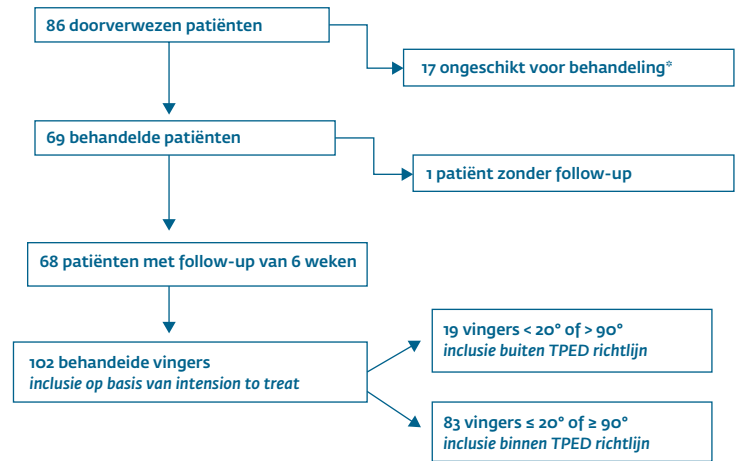 86 doorverwezen patiënten
17 ongeschikt voor behandeling*
69 behandelde patiënten
1 patiënt zonder follow-up
68 patiënten met follow-up van 6 weken
102 behandeide vingers
inclusie op basis van intension to treat
19 vingers < 20° of > 90°
inclusie buiten TPED richtlijn
83 vingers ≤ 20° of ≥ 90°
inclusie binnen TPED richtlijn